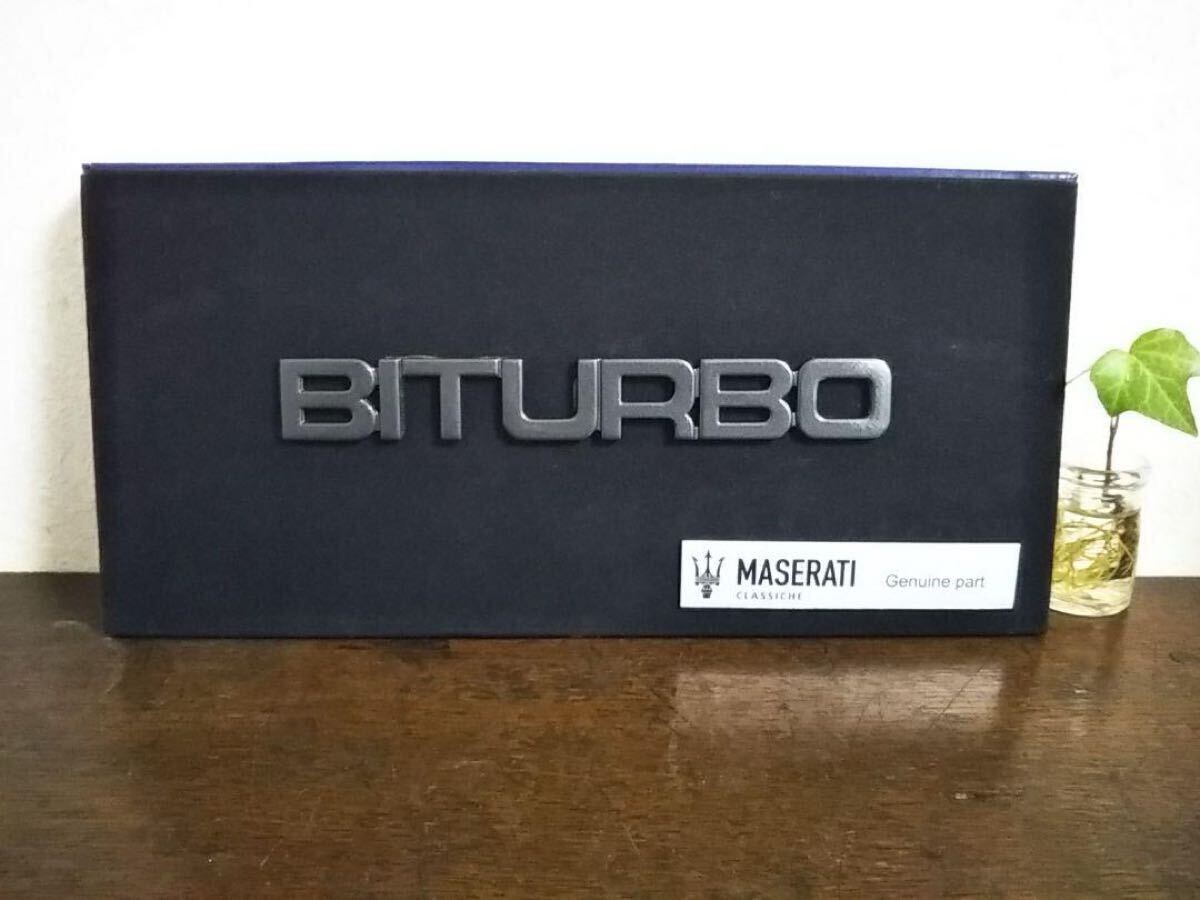 BITURBO
MASERATI Genuine part
CLASSICHE